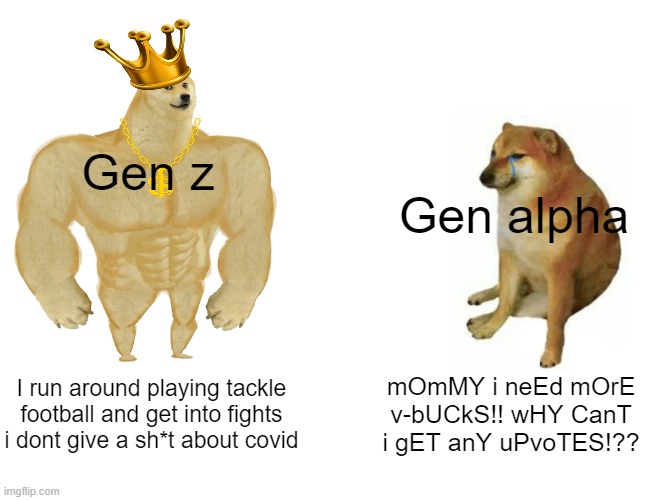 Gen z
Gen alpha
I run around playing tackle
football and get into fights
i dont give a sh*t about covid
mOmMY i neEd mOrE
v-bUCkS!! wHY CanT
i gET anY uPvoTES!??
imgflip.com